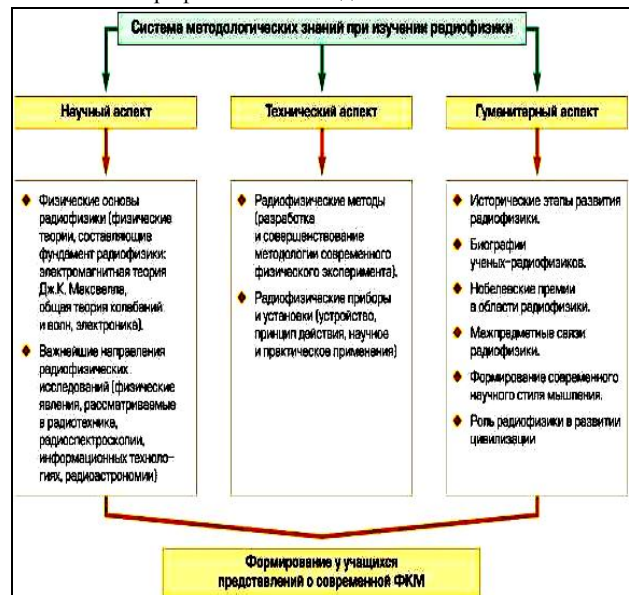 Система методологических знаний при изучении радиофизики
Научный аспект
Технический аспект
Гуманитарный аспект
Физические основы
радиофизики (физические
теории, составляющие
фундамент радиофизики:
электромагнитная теория
Дж.К. Максвелла,
общая теория колебаний
и волн, электроника).
Важнейшие направления
радиофизических
исследований (физические
явления, рассматриваемые
в радиотехнике,
радиоспектроскопии,
информационных техноло-
гиях, радиоастрономии)
Радиофизические методы
(разработка
и совершенствование
методологии современного
физического эксперимента).
Радиофизические приборы
и установки (устройство,
принцип действия, научное
и практическое применения)
Исторические этапы развития
радиофизики.
Биографии
ученых-радиофизиков.
Нобелевские премии
в области радиофизики.
Межпредметные связи
радиофизики.
Формирование современного
научного стиля мышления.
Роль радиофизики в развитии
цивилизации
Формирование у учащихся
представлений о современной ФКМ